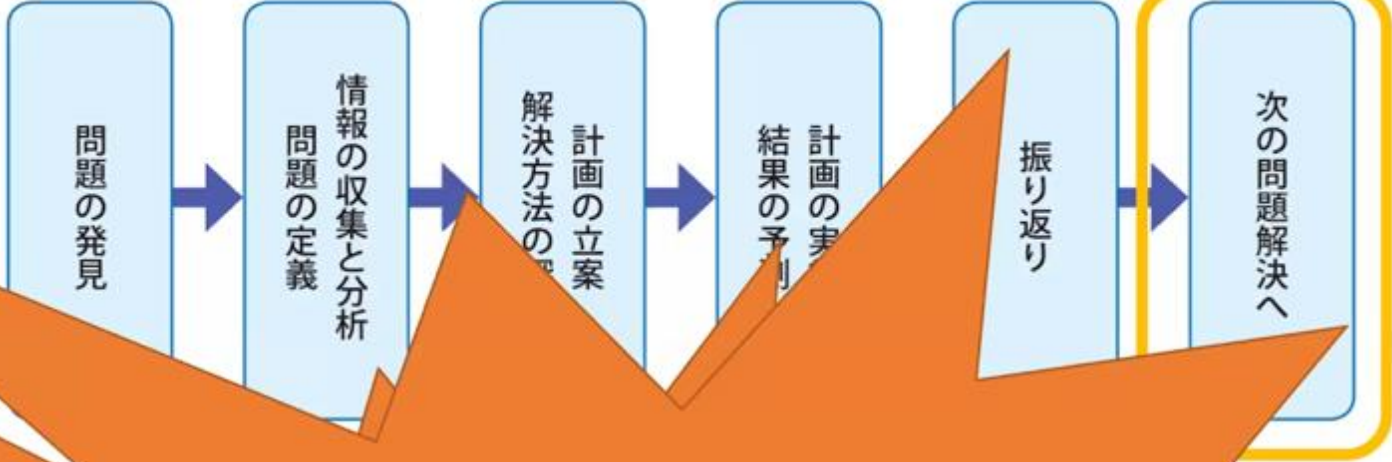 問題の発見
情報の収集と分析
問題の定義
計画の立案
解決方法の
計画の実
結果の予測
振り返り
次の問題解決へ